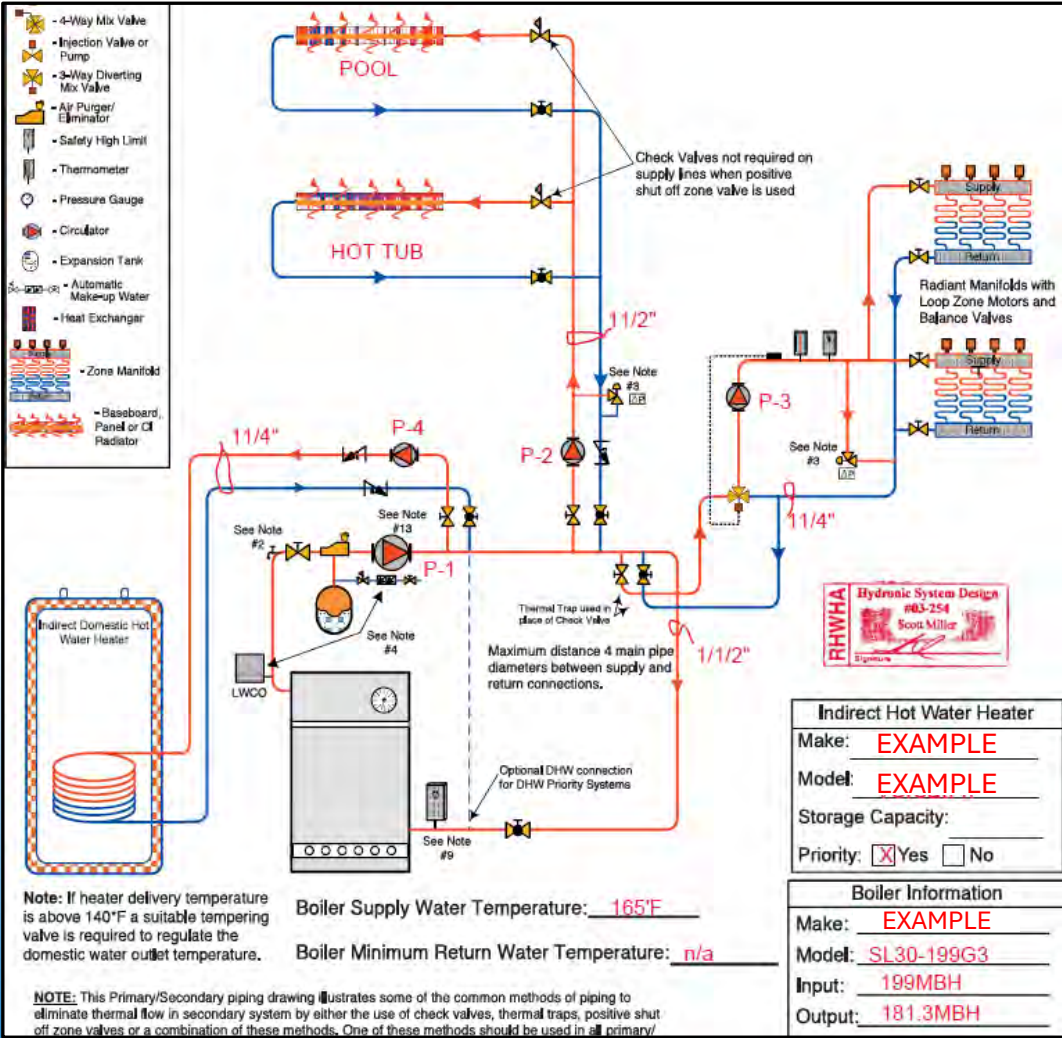 - 4-Way Mix Valve
- Injection Valve or
Pump
- 3-Way Diverting
Mix Valve
- Air Purger/
Eliminator
- Safety High Limit
- Thermometer
- Pressure Gauge
- Circulator
- Expansion Tank
- Automatic
Make-up Water
- Heat Exchanger
- Zone Manifold
- Baseboard,
Panel or CI
Radiator
POOL
HOT TUB
Check Valves not required on
supply lines when positive
shut off zone valve is used
11/2"
See Note
#3
ΔP
P-2
Supply
Return
Radiant Manifolds with
Loop Zone Motors and
Balance Valves
Supply
Return
P-3
See Note
#3
ΔP
11/4"
11/4"
P-4
See Note
#2
See Note
#13
P-1
See Note
#4
LWCO
Indirect Domestic Hot
Water Heater
Thermal Trap used in
place of Check Valve
1/1/2"
Maximum distance 4 main pipe
diameters between supply and
return connections.
Optional DHW connection
for DHW Priority Systems
See Note
#9
RHWHA
Hydronic System Design
#03-254
Scott Miller
Signature
Indirect Hot Water Heater
Make: EXAMPLE
Model: EXAMPLE
Storage Capacity:
Priority: X Yes No
Boiler Information
Make: EXAMPLE
Model: SL30-199G3
Input: 199MBH
Output: 181.3MBH
Note: If heater delivery temperature
is above 140°F a suitable tempering
valve is required to regulate the
domestic water outlet temperature.
Boiler Supply Water Temperature: 165'F
Boiler Minimum Return Water Temperature: n/a
NOTE: This Primary/Secondary piping drawing illustrates some of the common methods of piping to
eliminate thermal flow in secondary system by either the use of check valves, thermal traps, positive shut
off zone valves or a combination of these methods. One of these methods should be used in all primary/